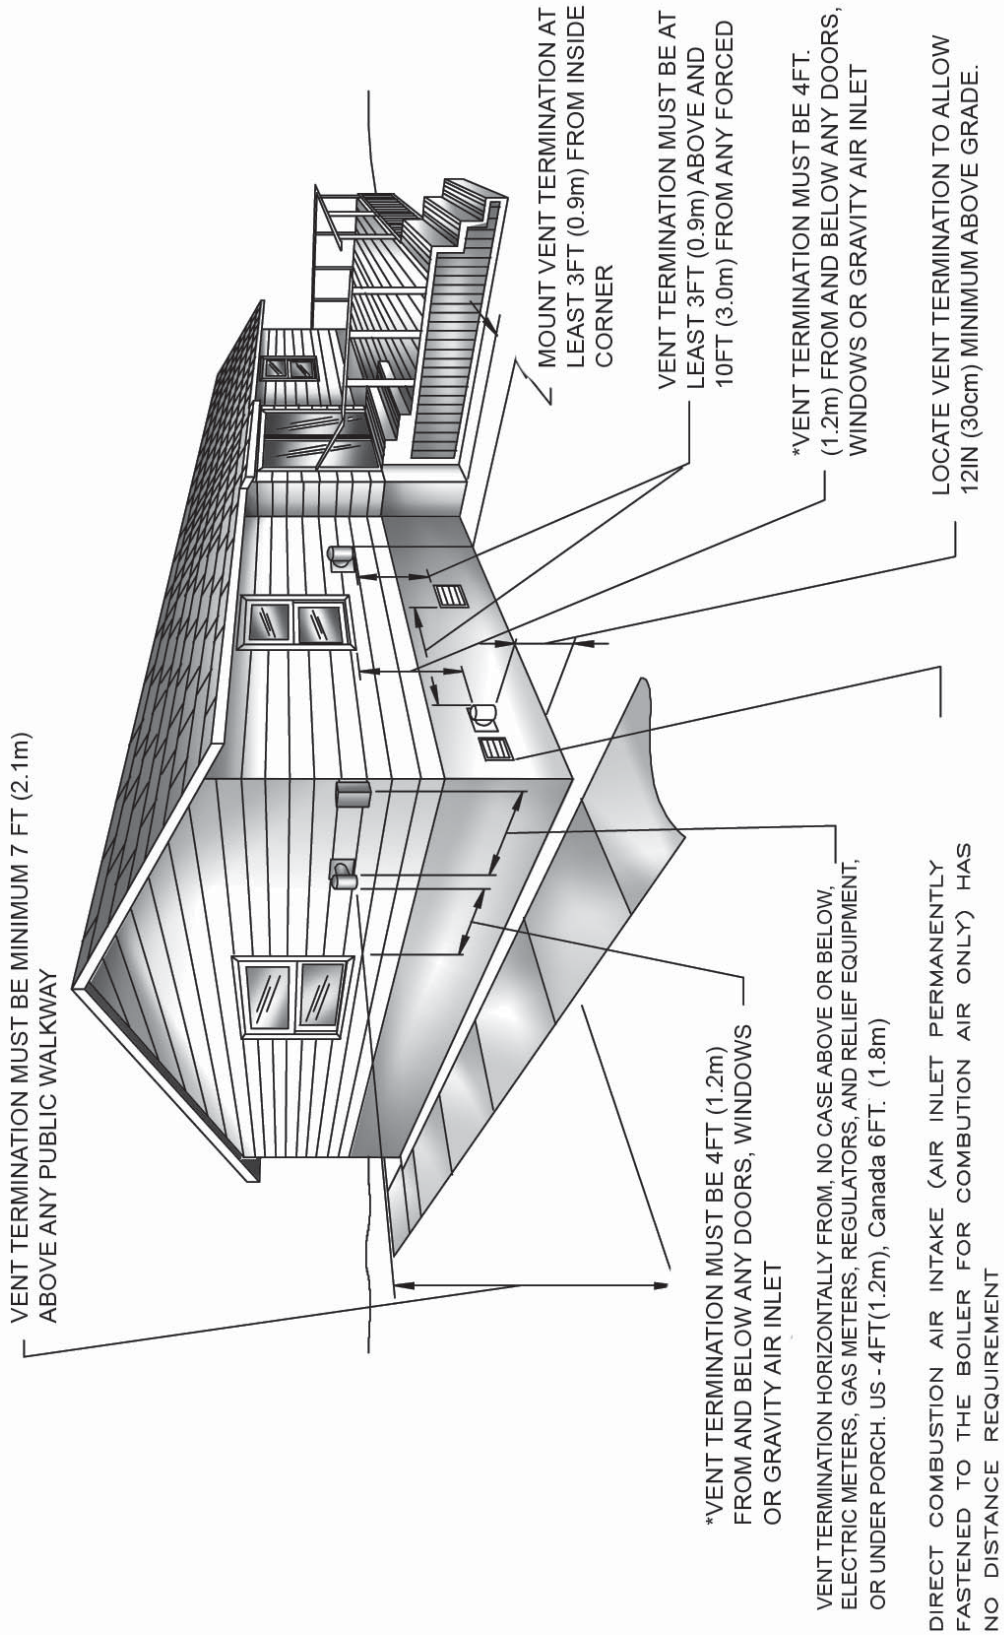 VENT TERMINATION MUST BE MINIMUM 7 FT (2.1m)
ABOVE ANY PUBLIC WALKWAY
MOUNT VENT TERMINATION AT
LEAST 3FT (0.9m) FROM INSIDE
CORNER
VENT TERMINATION MUST BE AT
LEAST 3FT (0.9m) ABOVE AND
10FT (3.0m) FROM ANY FORCED
*VENT TERMINATION MUST BE 4FT.
(1.2m) FROM AND BELOW ANY DOORS,
WINDOWS OR GRAVITY AIR INLET
LOCATE VENT TERMINATION TO ALLOW
12IN (30cm) MINIMUM ABOVE GRADE.
*VENT TERMINATION MUST BE 4FT (1.2m)
FROM AND BELOW ANY DOORS, WINDOWS
OR GRAVITY AIR INLET
VENT TERMINATION HORIZONTALLY FROM, NO CASE ABOVE OR BELOW,
ELECTRIC METERS, GAS METERS, REGULATORS, AND RELIEF EQUIPMENT,
OR UNDER PORCH. US - 4FT(1.2m), Canada 6FT. (1.8m)
DIRECT COMBUSTION AIR INTAKE (AIR INLET PERMANENTLY
FASTENED TO THE BOILER FOR COMBUTION AIR ONLY) HAS
NO DISTANCE REQUIREMENT